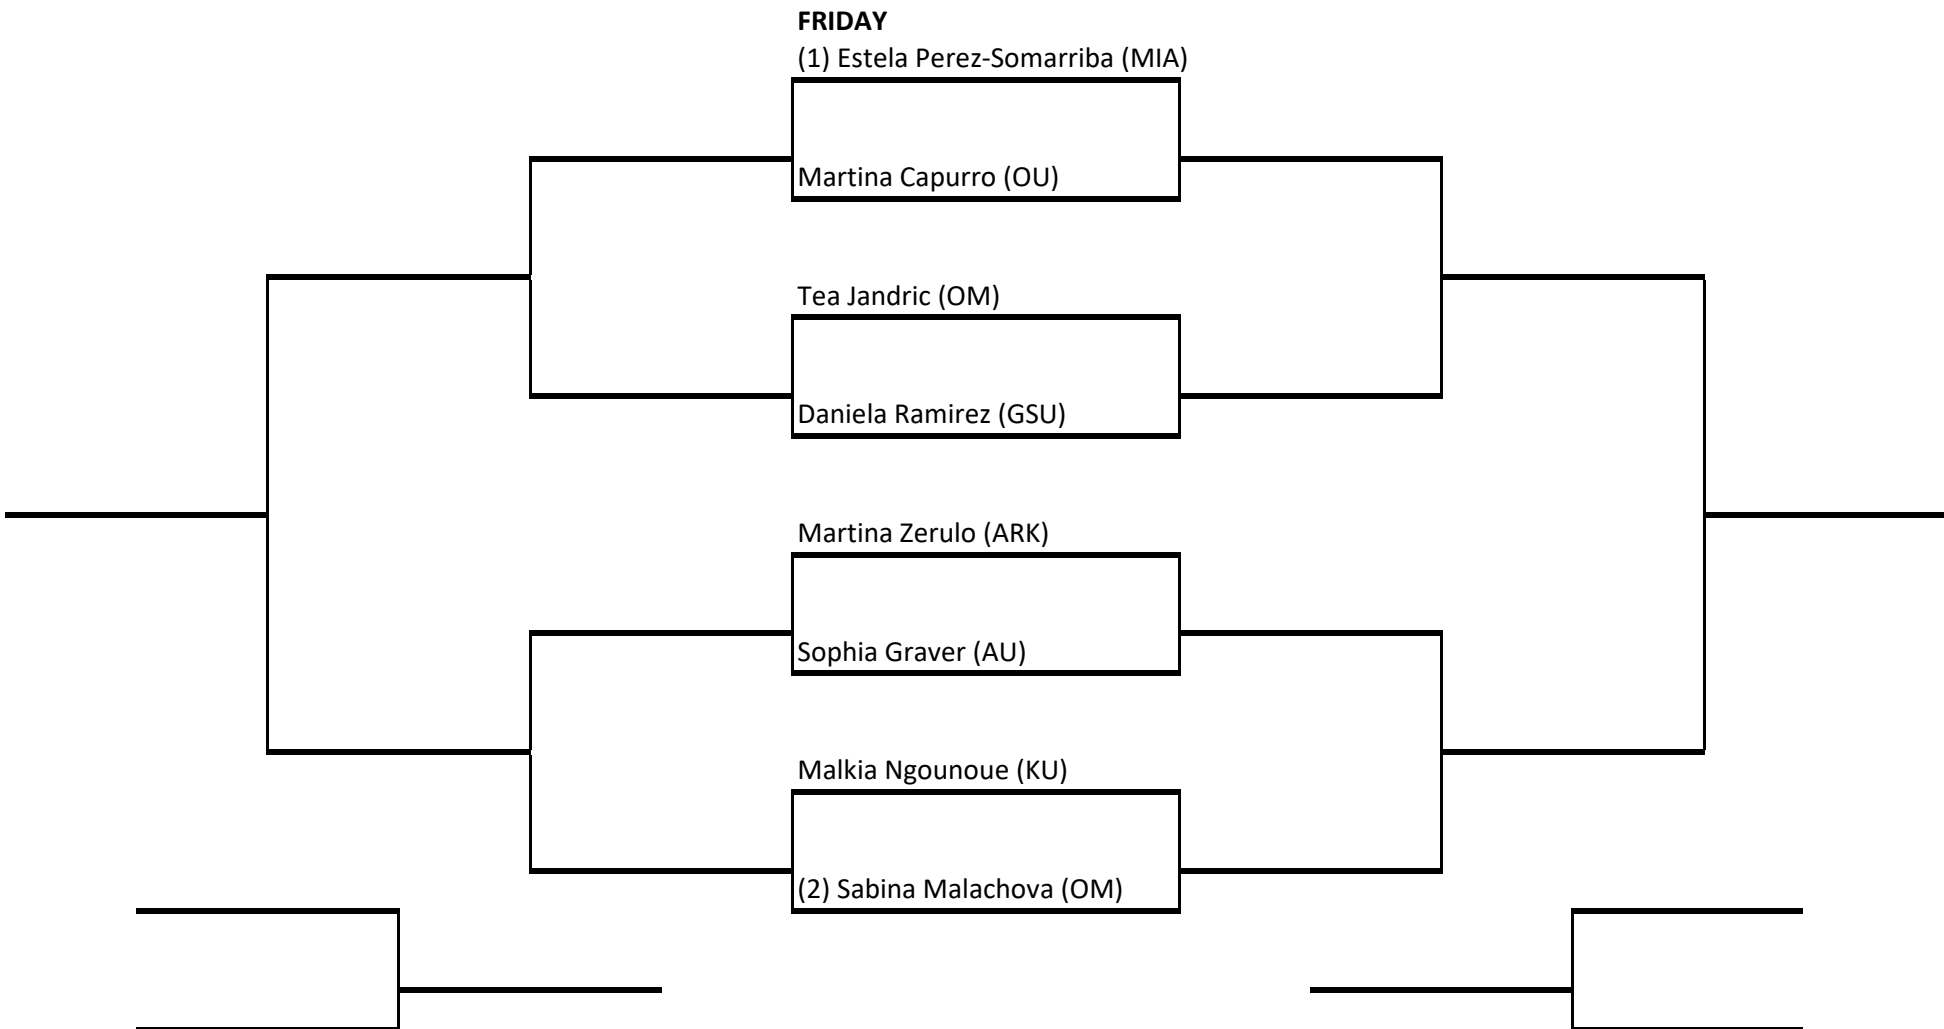 FRIDAY
(1) Estela Perez-Somarriba (MIA)
Martina Capurro (OU)
Tea Jandric (OM)
Daniela Ramirez (GSU)
Martina Zerulo (ARK)
Sophia Graver (AU)
Malkia Ngounoue (KU)
(2) Sabina Malachova (OM)